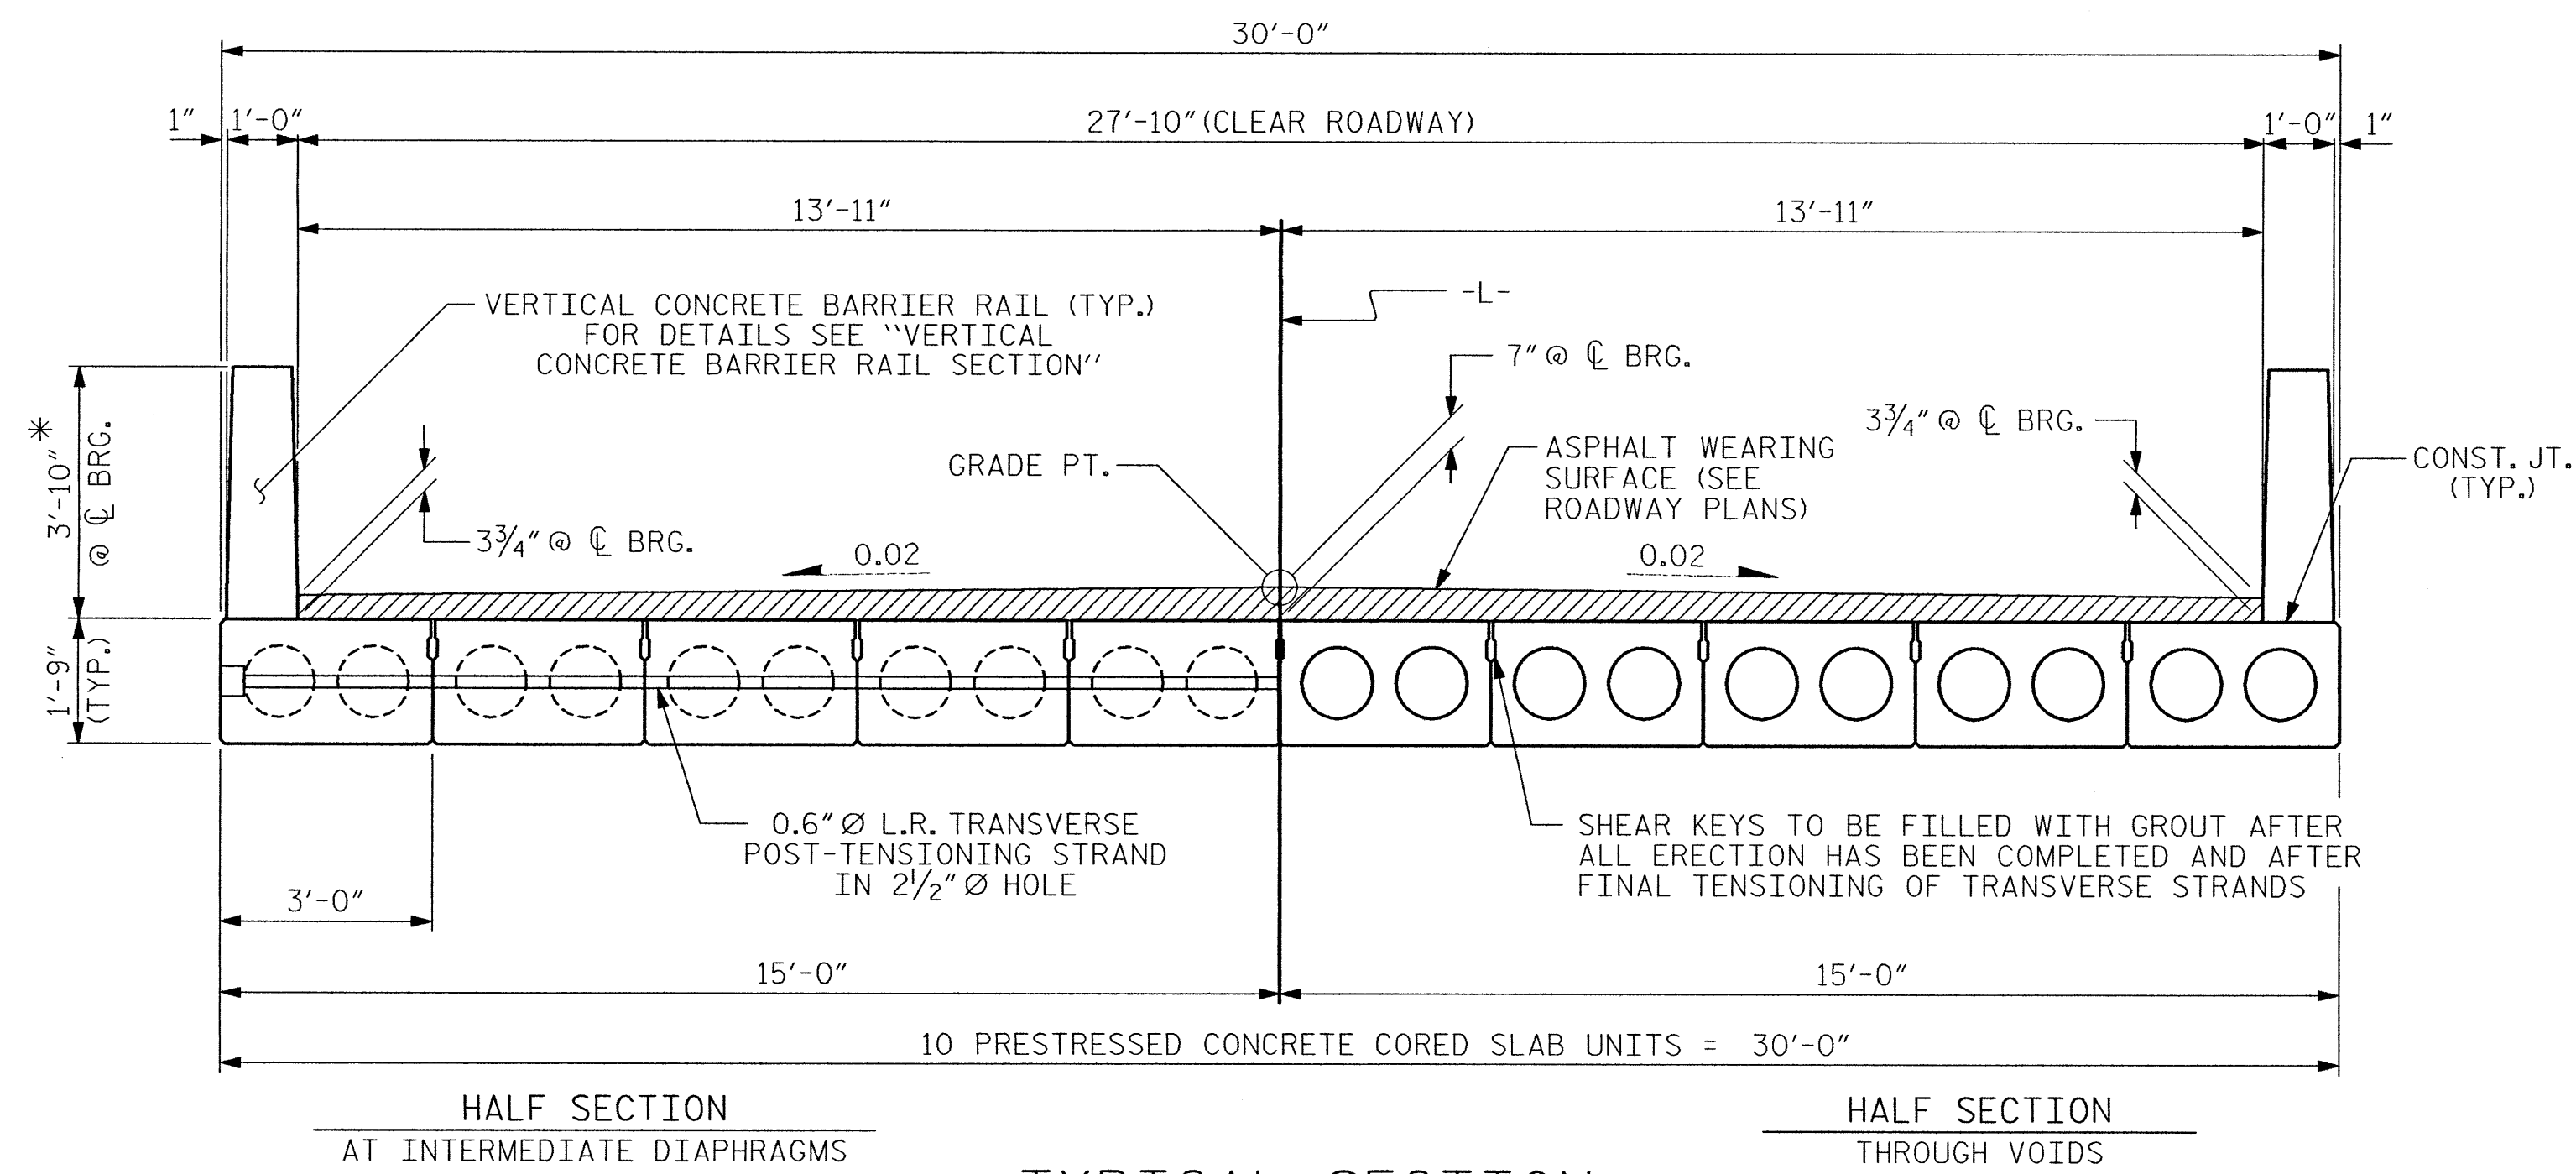 30'-0"
1" 1'-0" 27'-10"(CLEAR ROADWAY) 1'-0" 1"
13'-11" 13'-11"
VERTICAL CONCRETE BARRIER RAIL (TYP.)
FOR DETAILS SEE "VERTICAL
CONCRETE BARRIER RAIL SECTION"
-L-
7" @ ℄ BRG.
3'-10"*
@ ℄ BRG.
GRADE PT.
ASPHALT WEARING
SURFACE (SEE
ROADWAY PLANS)
3¾" @ ℄ BRG.
CONST. JT.
(TYP.)
3¾" @ ℄ BRG.
0.02 0.02
1'-9"
(TYP.)
0.6" Ø L.R. TRANSVERSE
POST-TENSIONING STRAND
IN 2½" Ø HOLE
SHEAR KEYS TO BE FILLED WITH GROUT AFTER
ALL ERECTION HAS BEEN COMPLETED AND AFTER
FINAL TENSIONING OF TRANSVERSE STRANDS
3'-0"
15'-0" 15'-0"
10 PRESTRESSED CONCRETE CORED SLAB UNITS = 30'-0"
HALF SECTION
AT INTERMEDIATE DIAPHRAGMS
HALF SECTION
THROUGH VOIDS
TYPICAL SECTION